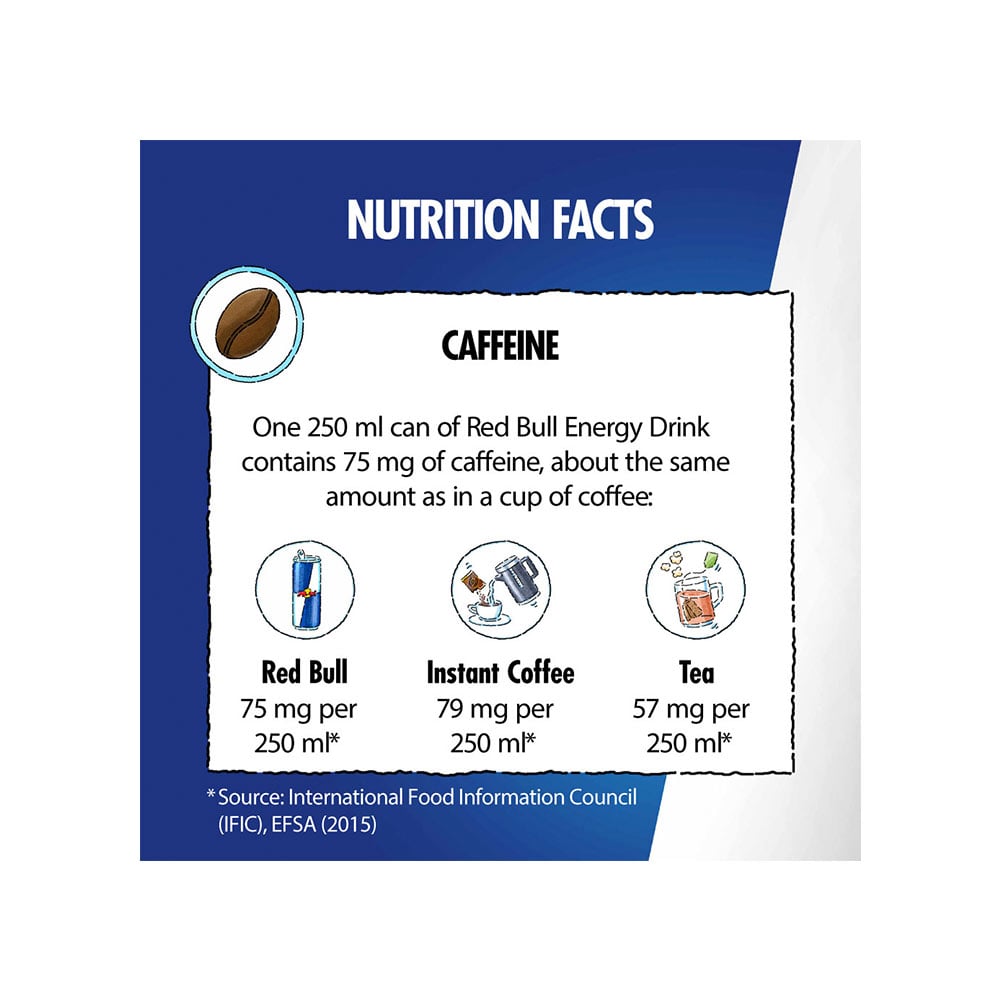 NUTRITION FACTS
CAFFEINE
One 250 ml can of Red Bull Energy Drink
contains 75 mg of caffeine, about the same
amount as in a cup of coffee:
Red Bull
75 mg per
250 ml*
Instant Coffee
79 mg per
250 ml*
Tea
57 mg per
250 ml*
*Source: International Food Information Council
(IFIC), EFSA (2015)